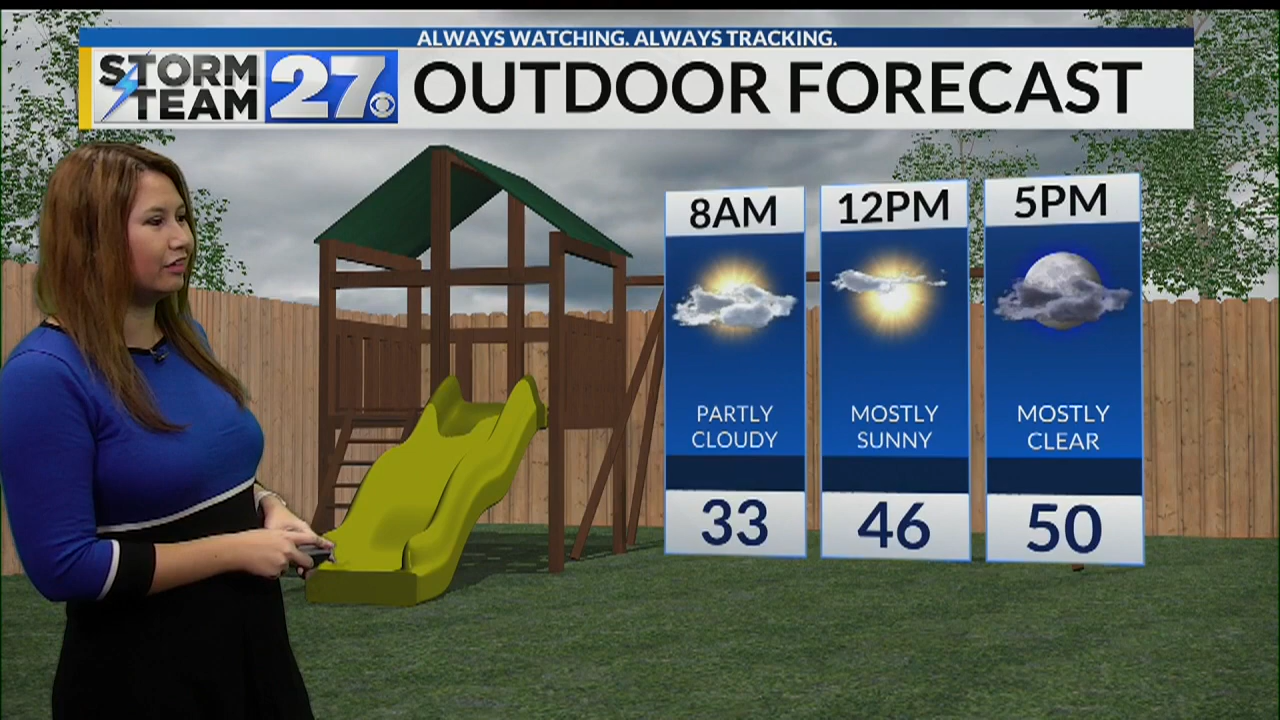 ALWAYS WATCHING. ALWAYS TRACKING.
STORM
TEAM
27
OUTDOOR FORECAST
8AM
12PM
5PM
PARTLY
CLOUDY
MOSTLY
SUNNY
MOSTLY
CLEAR
33
46
50